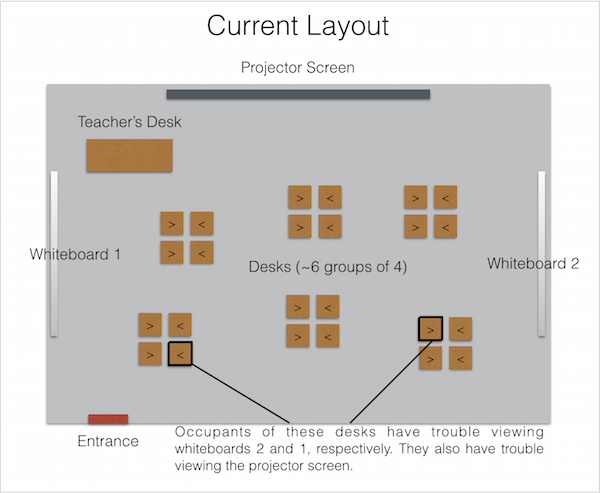 Current Layout
Projector Screen
Teacher's Desk
> < > <
> < > < > <
> <
Whiteboard 1
Desks (~6 groups of 4)
Whiteboard 2
> <
> < > <
> < > < > <
Entrance
Occupants of these desks have trouble viewing
whiteboards 2 and 1, respectively. They also have trouble
viewing the projector screen.